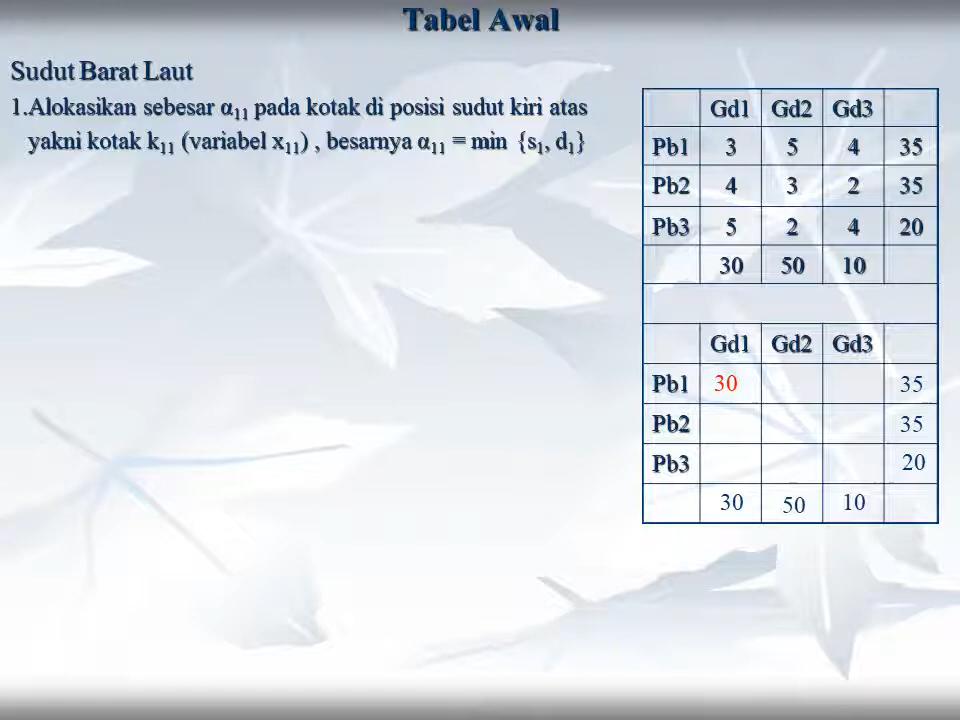 Tabel Awal
Sudut Barat Laut
1.Alokasikan sebesar α₁₁ pada kotak di posisi sudut kiri atas
yakni kotak k₁₁ (variabel x₁₁) , besarnya α₁₁ = min {s₁, d₁}
Gd1 Gd2 Gd3
Pb1 3 5 4 35
Pb2 4 3 2 35
Pb3 5 2 4 20
30 50 10
Gd1 Gd2 Gd3
Pb1 30 35
Pb2 35
Pb3 20
30 50 10